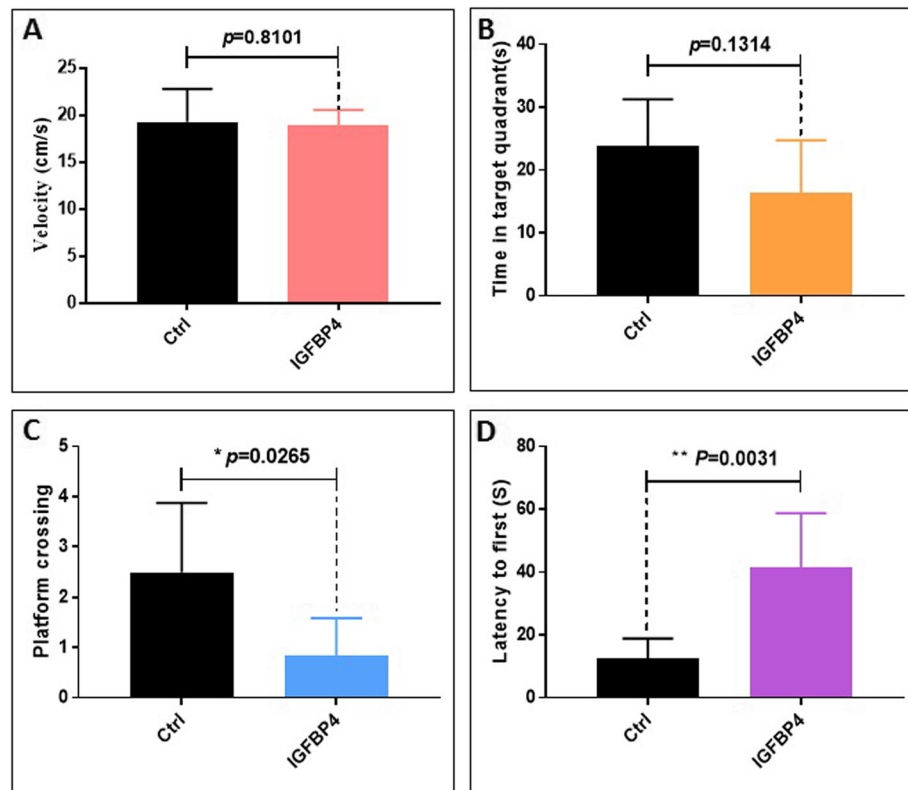 A
p=0.8101
Velocity (cm/s)
25
20
15
10
5
0
Ctrl
IGFBP4
B
p=0.1314
Time in target quadrant(s)
40
30
20
10
0
Ctrl
IGFBP4
C
* p=0.0265
Platform crossing
5
4
3
2
1
0
Ctrl
IGFBP4
D
** P=0.0031
Latency to first (S)
80
60
40
20
0
Ctrl
IGFBP4